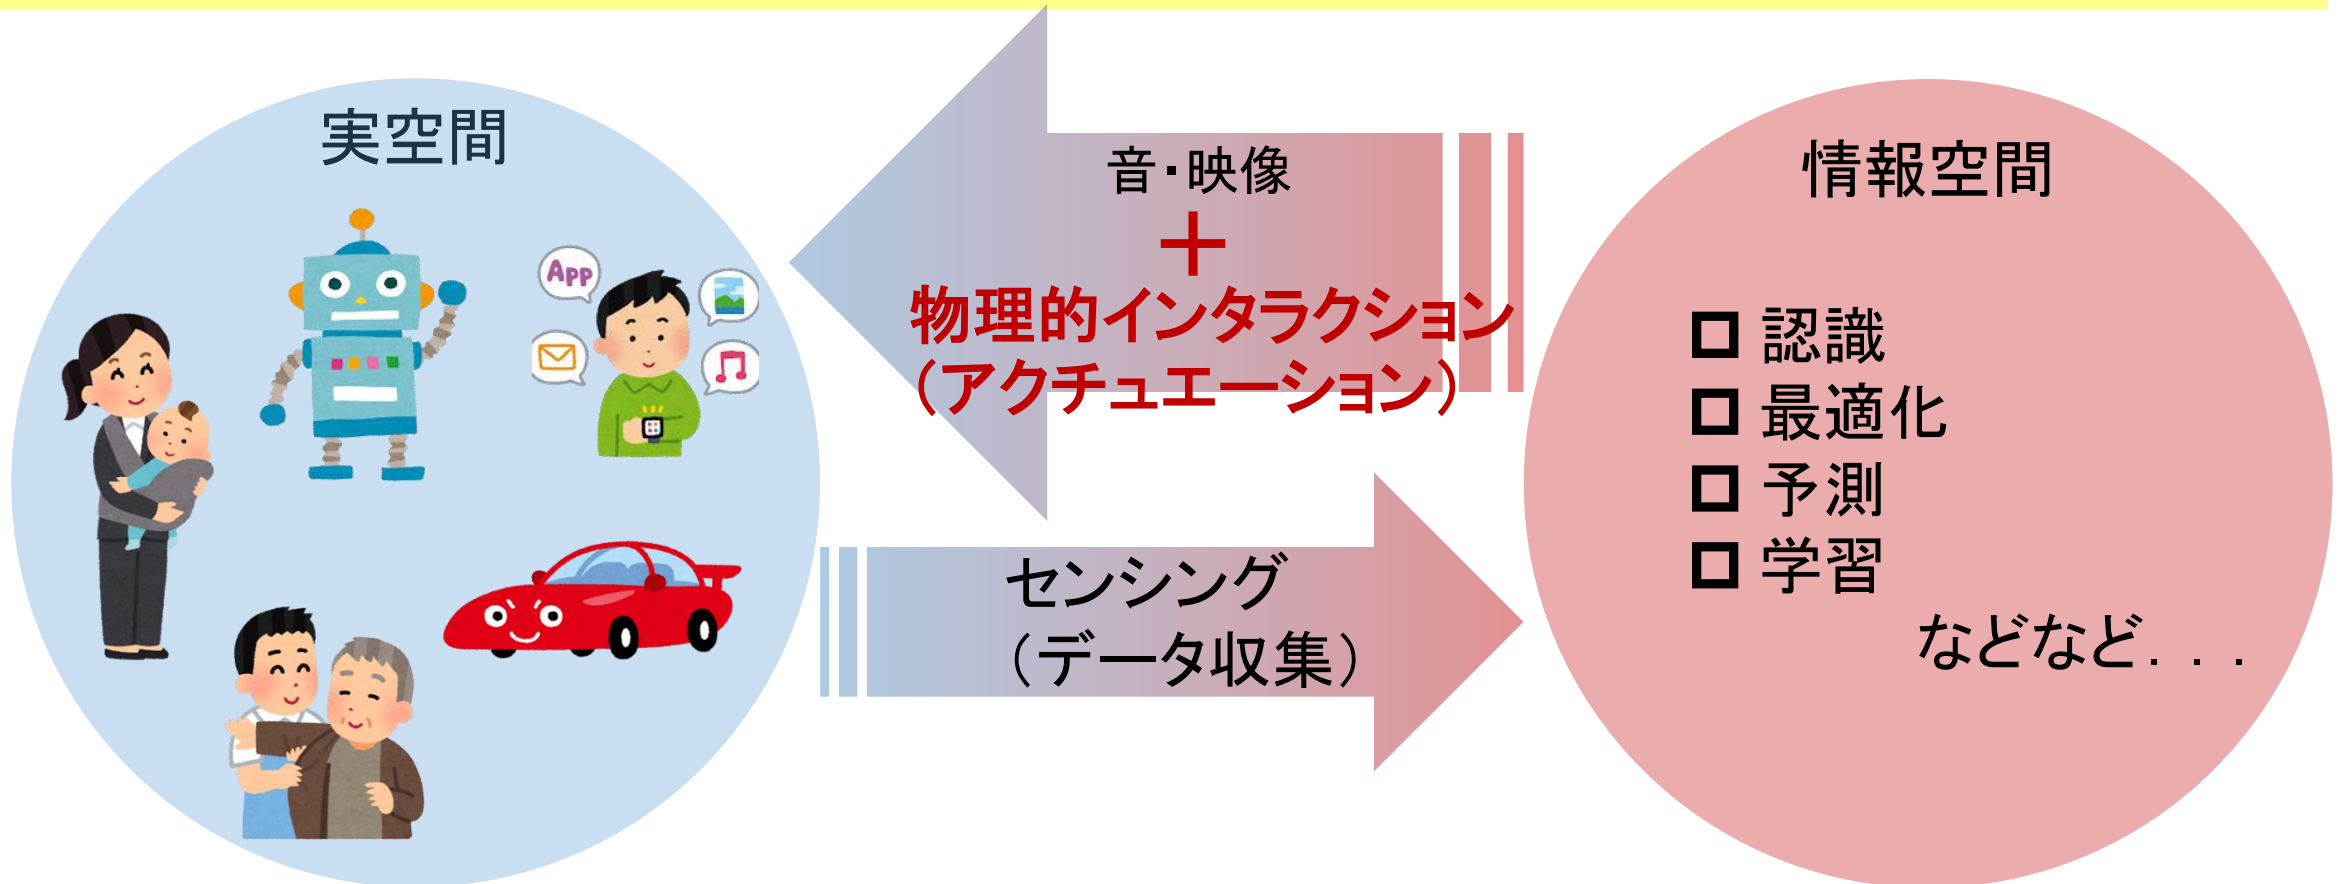 実空間
App
音・映像
＋
物理的インタラクション
（アクチュエーション）
センシング
（データ収集）
情報空間
認識
最適化
予測
学習
などなど．．．